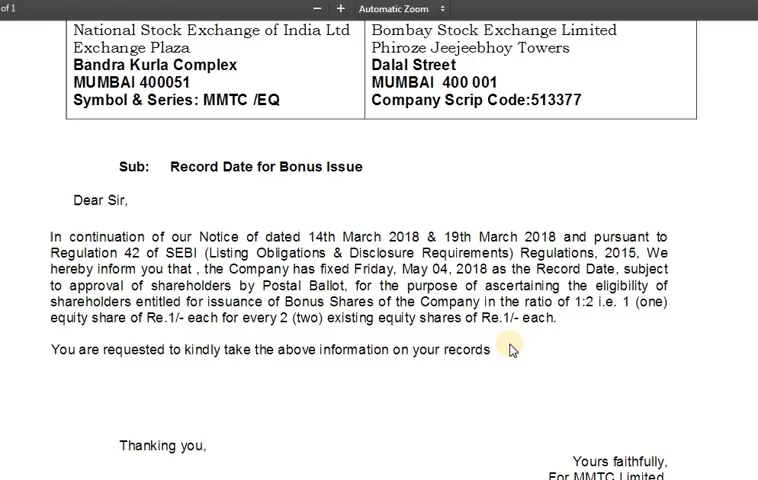 of 1
Automatic Zoom
National Stock Exchange of India Ltd
Exchange Plaza
Bandra Kurla Complex
MUMBAI 400051
Symbol & Series: MMTC /EQ
Bombay Stock Exchange Limited
Phiroze Jeejeebhoy Towers
Dalal Street
MUMBAI 400 001
Company Scrip Code:513377
Sub: Record Date for Bonus Issue
Dear Sir,
In continuation of our Notice of dated 14th March 2018 & 19th March 2018 and pursuant to
Regulation 42 of SEBI (Listing Obligations & Disclosure Requirements) Regulations, 2015, We
hereby inform you that , the Company has fixed Friday, May 04, 2018 as the Record Date, subject
to approval of shareholders by Postal Ballot, for the purpose of ascertaining the eligibility of
shareholders entitled for issuance of Bonus Shares of the Company in the ratio of 1:2 i.e. 1 (one)
equity share of Re.1/- each for every 2 (two) existing equity shares of Re.1/- each.
You are requested to kindly take the above information on your records
Thanking you,
Yours faithfully,
For MMTC Limited